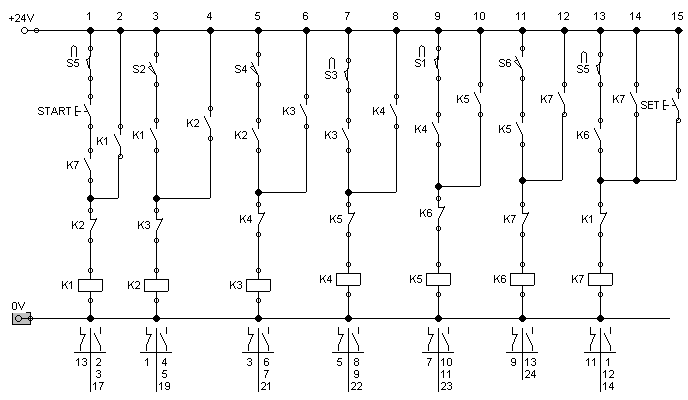 +24V 1 2 3 4 5 6 7 8 9 10 11 12 13 14 15
S5 S2 S4 S3 S1 S6 S5
START K1 K2 K3 K4 K5 K7 K7 SET
K7 K1 K2 K3 K4 K5 K6
K2 K3 K4 K5 K6 K7 K1
K1 K2 K3 K4 K5 K6 K7
0V
13 2 1 4 3 6 5 8 7 10 9 13 11 1
3 5 7 9 11 24 12
17 19 21 22 23 14